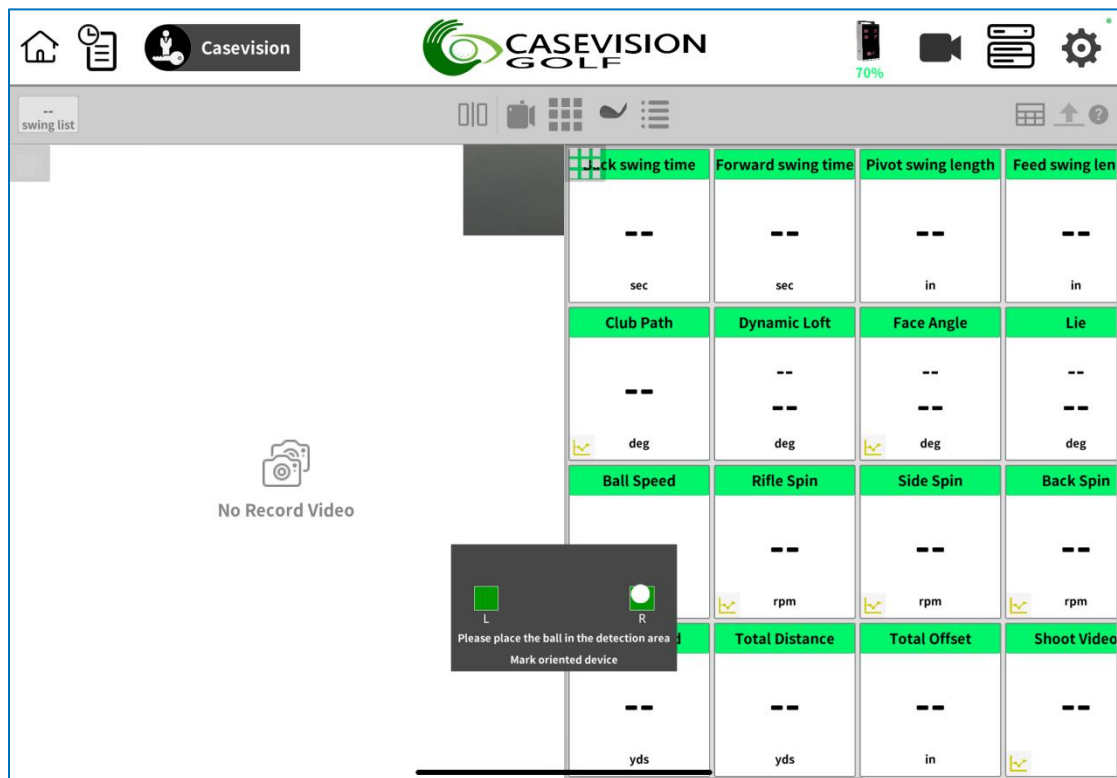 Casevision
CASEVISION
GOLF
70%
--
swing list
ck swing time
Forward swing time
Pivot swing length
Feed swing len
--
--
--
--
sec
sec
in
in
Club Path
Dynamic Loft
Face Angle
Lie
--
--
--
--
--
--
--
deg
deg
deg
deg
Ball Speed
Rifle Spin
Side Spin
Back Spin
No Record Video
--
--
--
rpm
rpm
rpm
L
R
Please place the ball in the detection area
Mark oriented device
d
Total Distance
Total Offset
Shoot Video
--
--
--
--
yds
yds
in